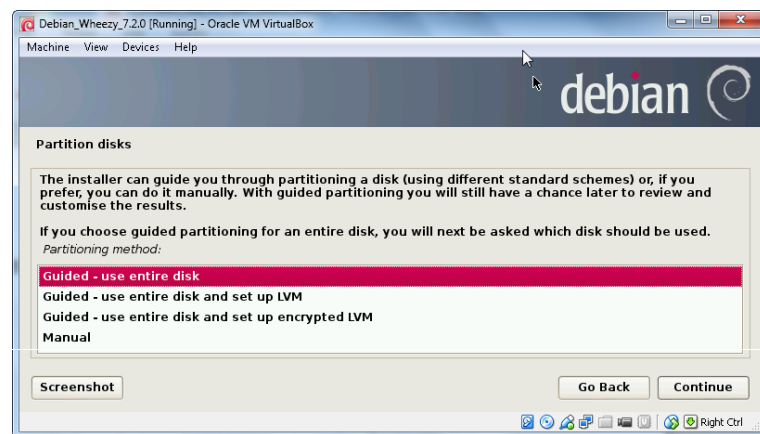 Debian_Wheezy_7.2.0 [Running] - Oracle VM VirtualBox
Machine View Devices Help
debian
Partition disks
The installer can guide you through partitioning a disk (using different standard schemes) or, if you
prefer, you can do it manually. With guided partitioning you will still have a chance later to review and
customise the results.
If you choose guided partitioning for an entire disk, you will next be asked which disk should be used.
Partitioning method:
Guided - use entire disk
Guided - use entire disk and set up LVM
Guided - use entire disk and set up encrypted LVM
Manual
Screenshot Go Back Continue
Right Ctrl